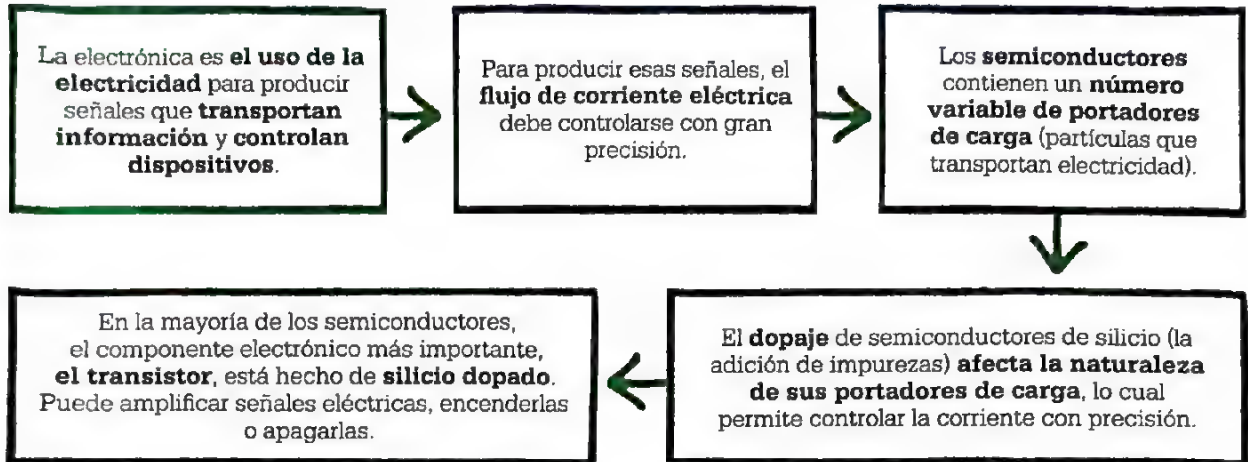 La electrónica es el uso de la
electricidad para producir
señales que transportan
información y controlan
dispositivos.
Para producir esas señales, el
flujo de corriente eléctrica
debe controlarse con gran
precisión.
Los semiconductores
contienen un número
variable de portadores
de carga (partículas que
transportan electricidad).
El dopaje de semiconductores de silicio (la
adición de impurezas) afecta la naturaleza
de sus portadores de carga, lo cual
permite controlar la corriente con precisión.
En la mayoría de los semiconductores,
el componente electrónico más importante,
el transistor, está hecho de silicio dopado.
Puede amplificar señales eléctricas, encenderlas
o apagarlas.